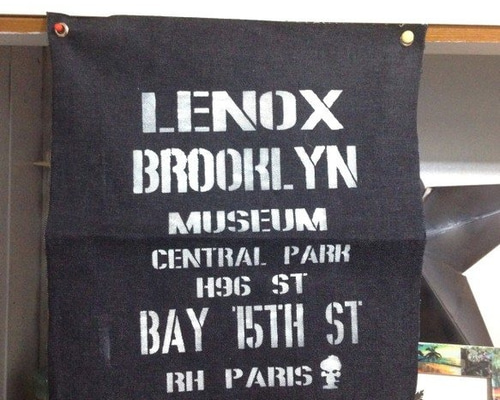 LENOX
BROOKLYN
MUSEUM
CENTRAL PARK
H96 ST
BAY 15TH ST
RH PARIS